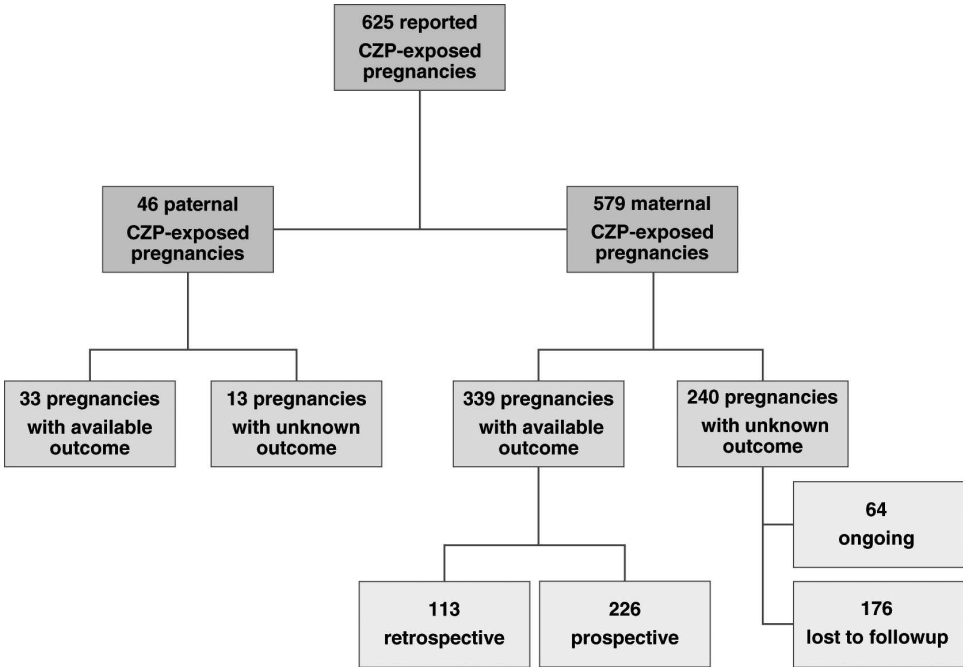 625 reported
CZP-exposed
pregnancies
46 paternal
CZP-exposed
pregnancies
579 maternal
CZP-exposed
pregnancies
33 pregnancies
with available
outcome
13 pregnancies
with unknown
outcome
339 pregnancies
with available
outcome
240 pregnancies
with unknown
outcome
64
ongoing
113
retrospective
226
prospective
176
lost to followup